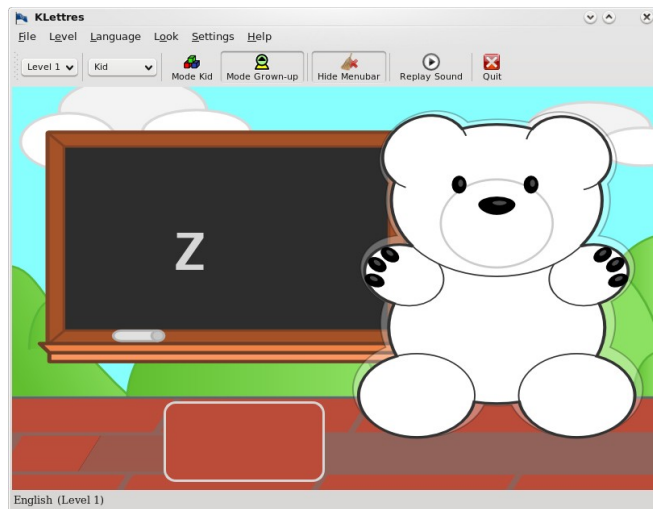 KLettres
File Level Language Look Settings Help
Level 1 Kid Mode Kid Mode Grown-up Hide Menubar Replay Sound Quit
Z
English (Level 1)